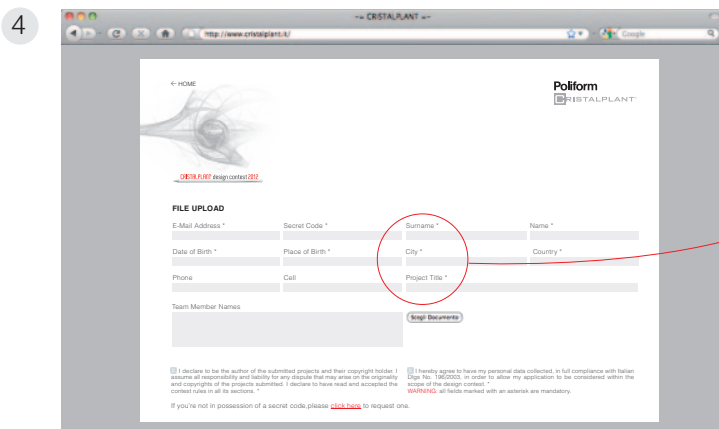 4
-= CRISTALPLANT =-
http://www.cristalplant.it/
Google
← HOME
Poliform
CRISTALPLANT
CRISTALPLANT design contest 2012
FILE UPLOAD
E-Mail Address * Secret Code * Surname * Name *
Date of Birth * Place of Birth * City * Country *
Phone Cell Project Title *
Team Member Names
Scegli Documento
I declare to be the author of the submitted projects and their copyright holder. I
assume all responsibility and liability for any dispute that may arise on the originality
and copyrights of the projects submitted. I declare to have read and accepted the
contest rules in all its sections. *
I hereby agree to have my personal data collected, in full compliance with Italian
Dlgs No. 196/2003, in order to allow my application to be considered within the
scope of the design contest. *
WARNING: all fields marked with an asterisk are mandatory.
If you're not in possession of a secret code,please click here to request one.